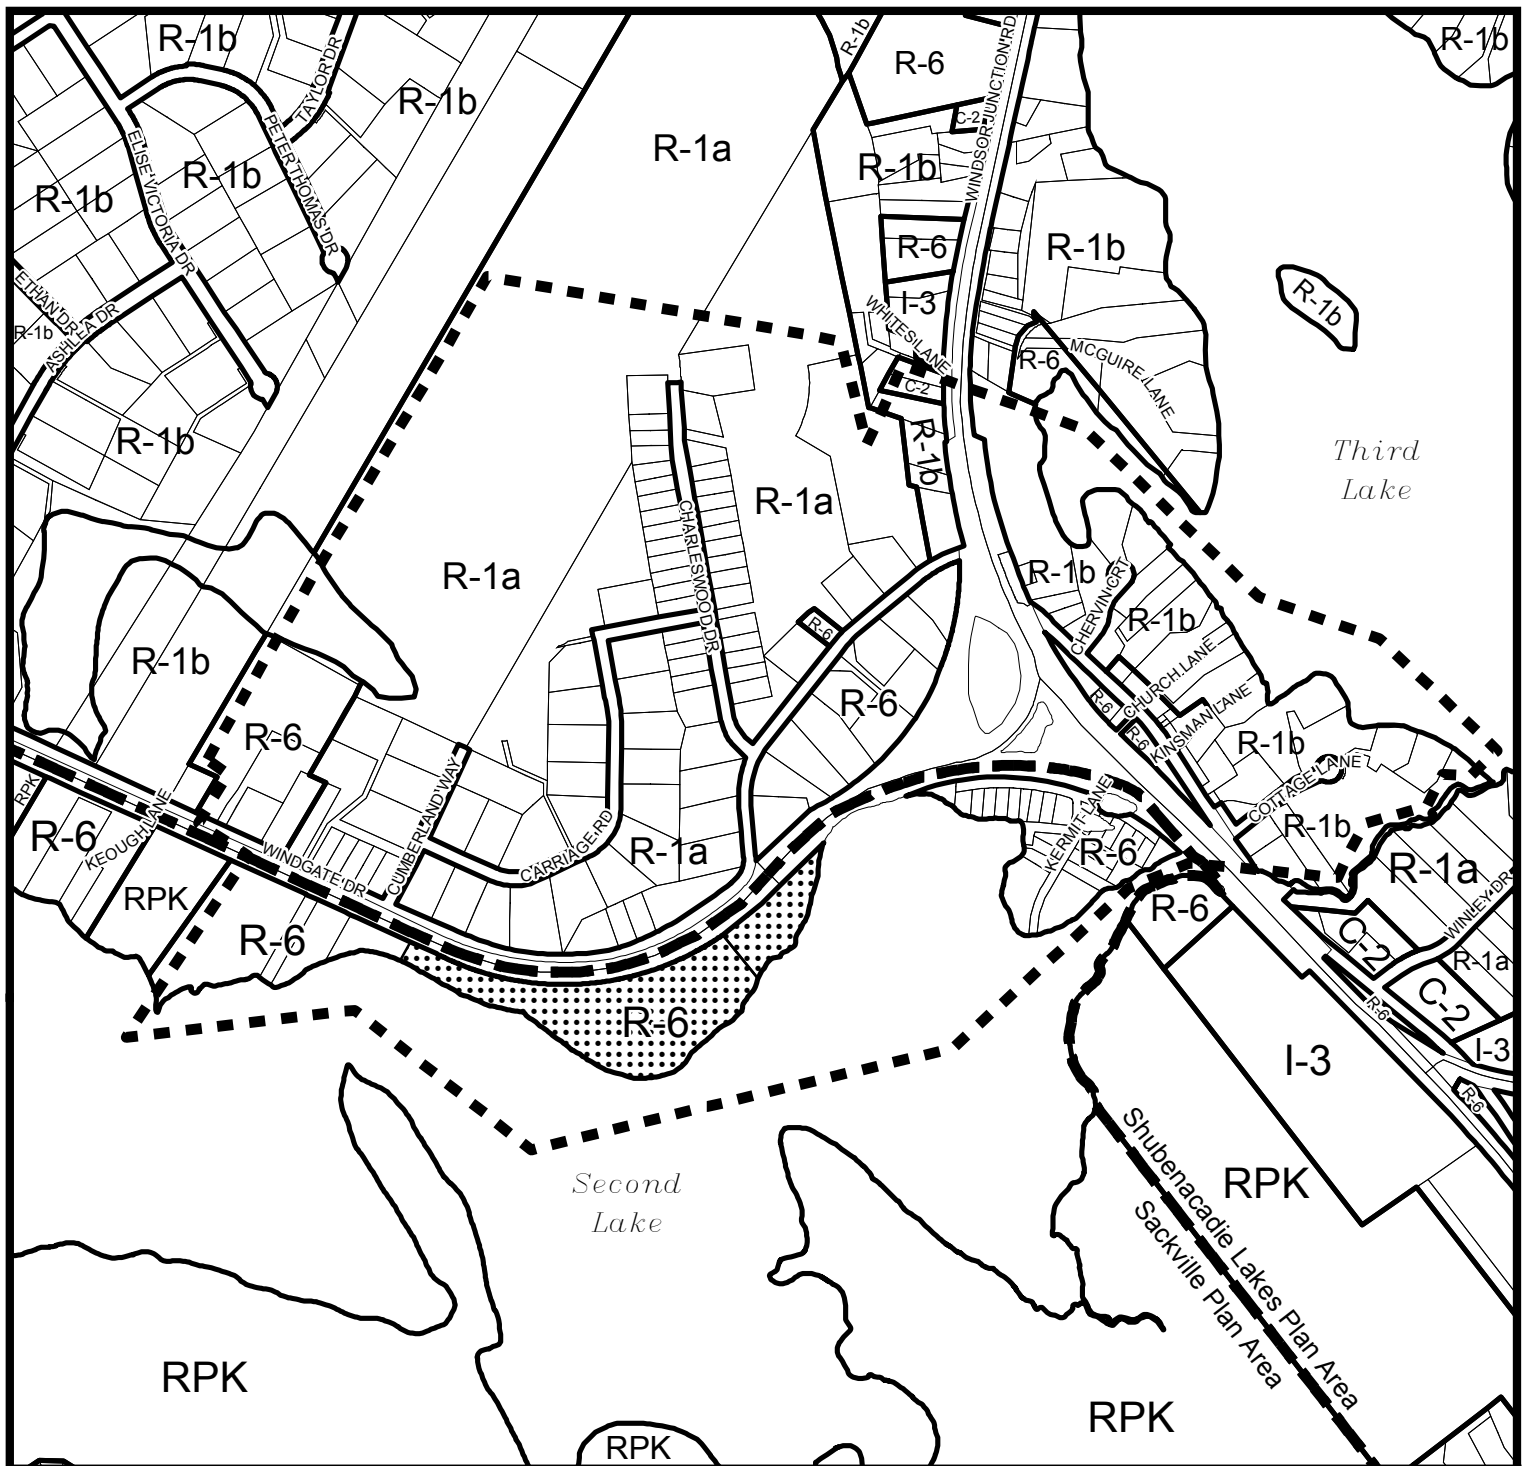 R-1b
TAYLOR DR
R-1b
R-6
WINDSOR JUNCTION RD
R-1b
R-1b
C-2
ELISE VICTORIA DR
PETER THOMAS DR
R-1a
R-1b
R-1b
R-1b
R-6
R-1b
ETHAN DR
ASHLEA DR
R-1b
I-3
WHITES LANE
R-1b
R-6
MCGUIRE LANE
C-2
R-1b
R-1b
Third
Lake
R-1a
R-1a
CHARLESWOOD DR
R-1b
CHERVIN CRT
R-1b
R-6
R-1b
CHURCH LANE
R-6
R-6
R-6
KINSMAN LANE
R-6
R-1b
COTTAGE LANE
RPK
R-6
KEOUGH LANE
WINDGATE DR
CUMBERLAND WAY
CARRIAGE RD
R-1a
KERMIT LANE
R-6
R-1b
R-1a
WINLEY DR
RPK
R-6
R-6
C-2
R-1a
C-2
R-6
R-6
I-3
I-3
R-6
Shubenacadie Lakes Plan Area
Sackville Plan Area
RPK
Second
Lake
RPK
RPK
RPK